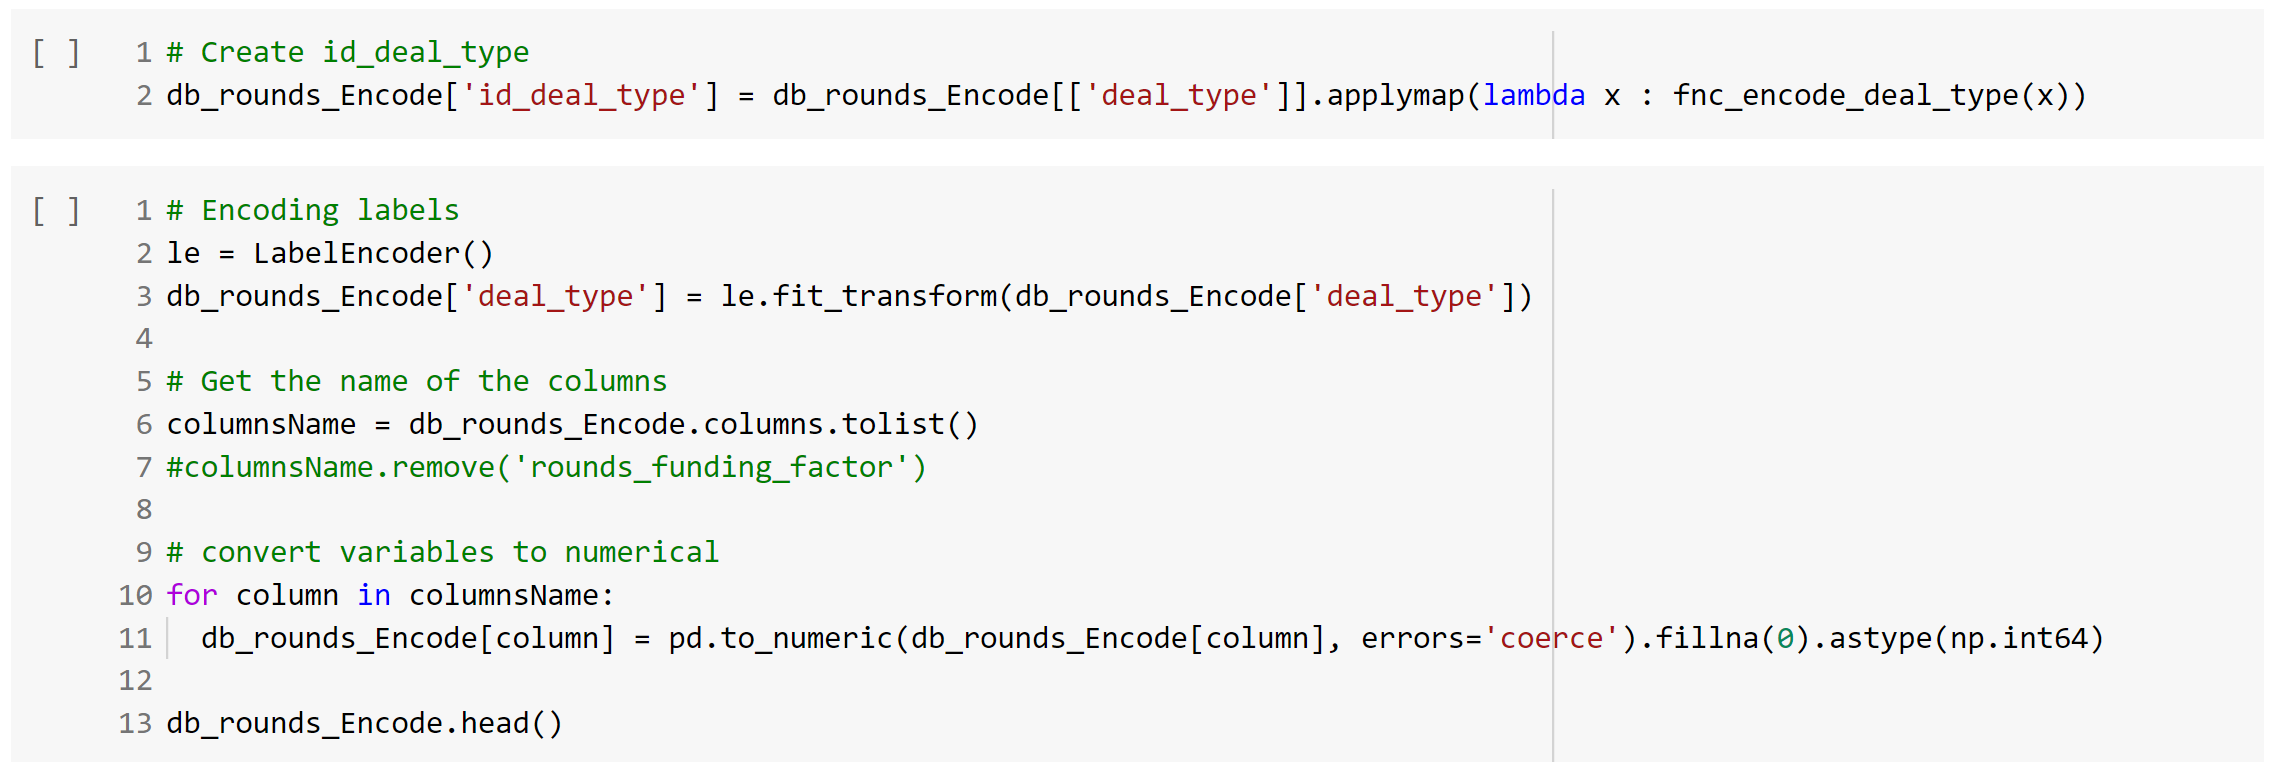 [ ] 1 # Create id_deal_type
2 db_rounds_Encode['id_deal_type'] = db_rounds_Encode[['deal_type']].applymap(lambda x : fnc_encode_deal_type(x))
[ ] 1 # Encoding labels
2 le = LabelEncoder()
3 db_rounds_Encode['deal_type'] = le.fit_transform(db_rounds_Encode['deal_type'])
4
5 # Get the name of the columns
6 columnsName = db_rounds_Encode.columns.tolist()
7 #columnsName.remove('rounds_funding_factor')
8
9 # convert variables to numerical
10 for column in columnsName:
11   db_rounds_Encode[column] = pd.to_numeric(db_rounds_Encode[column], errors='coerce').fillna(0).astype(np.int64)
12
13 db_rounds_Encode.head()